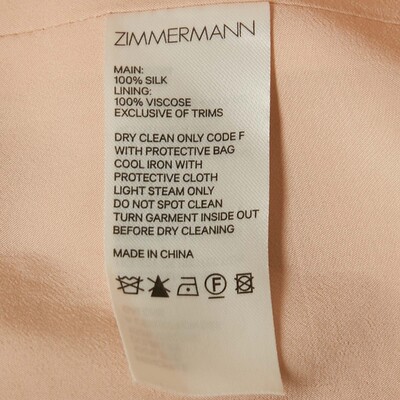 ZIMMERMANN
MAIN:
100% SILK
LINING:
100% VISCOSE
EXCLUSIVE OF TRIMS
DRY CLEAN ONLY CODE F
WITH PROTECTIVE BAG
COOL IRON WITH
PROTECTIVE CLOTH
LIGHT STEAM ONLY
DO NOT SPOT CLEAN
TURN GARMENT INSIDE OUT
BEFORE DRY CLEANING
MADE IN CHINA
F